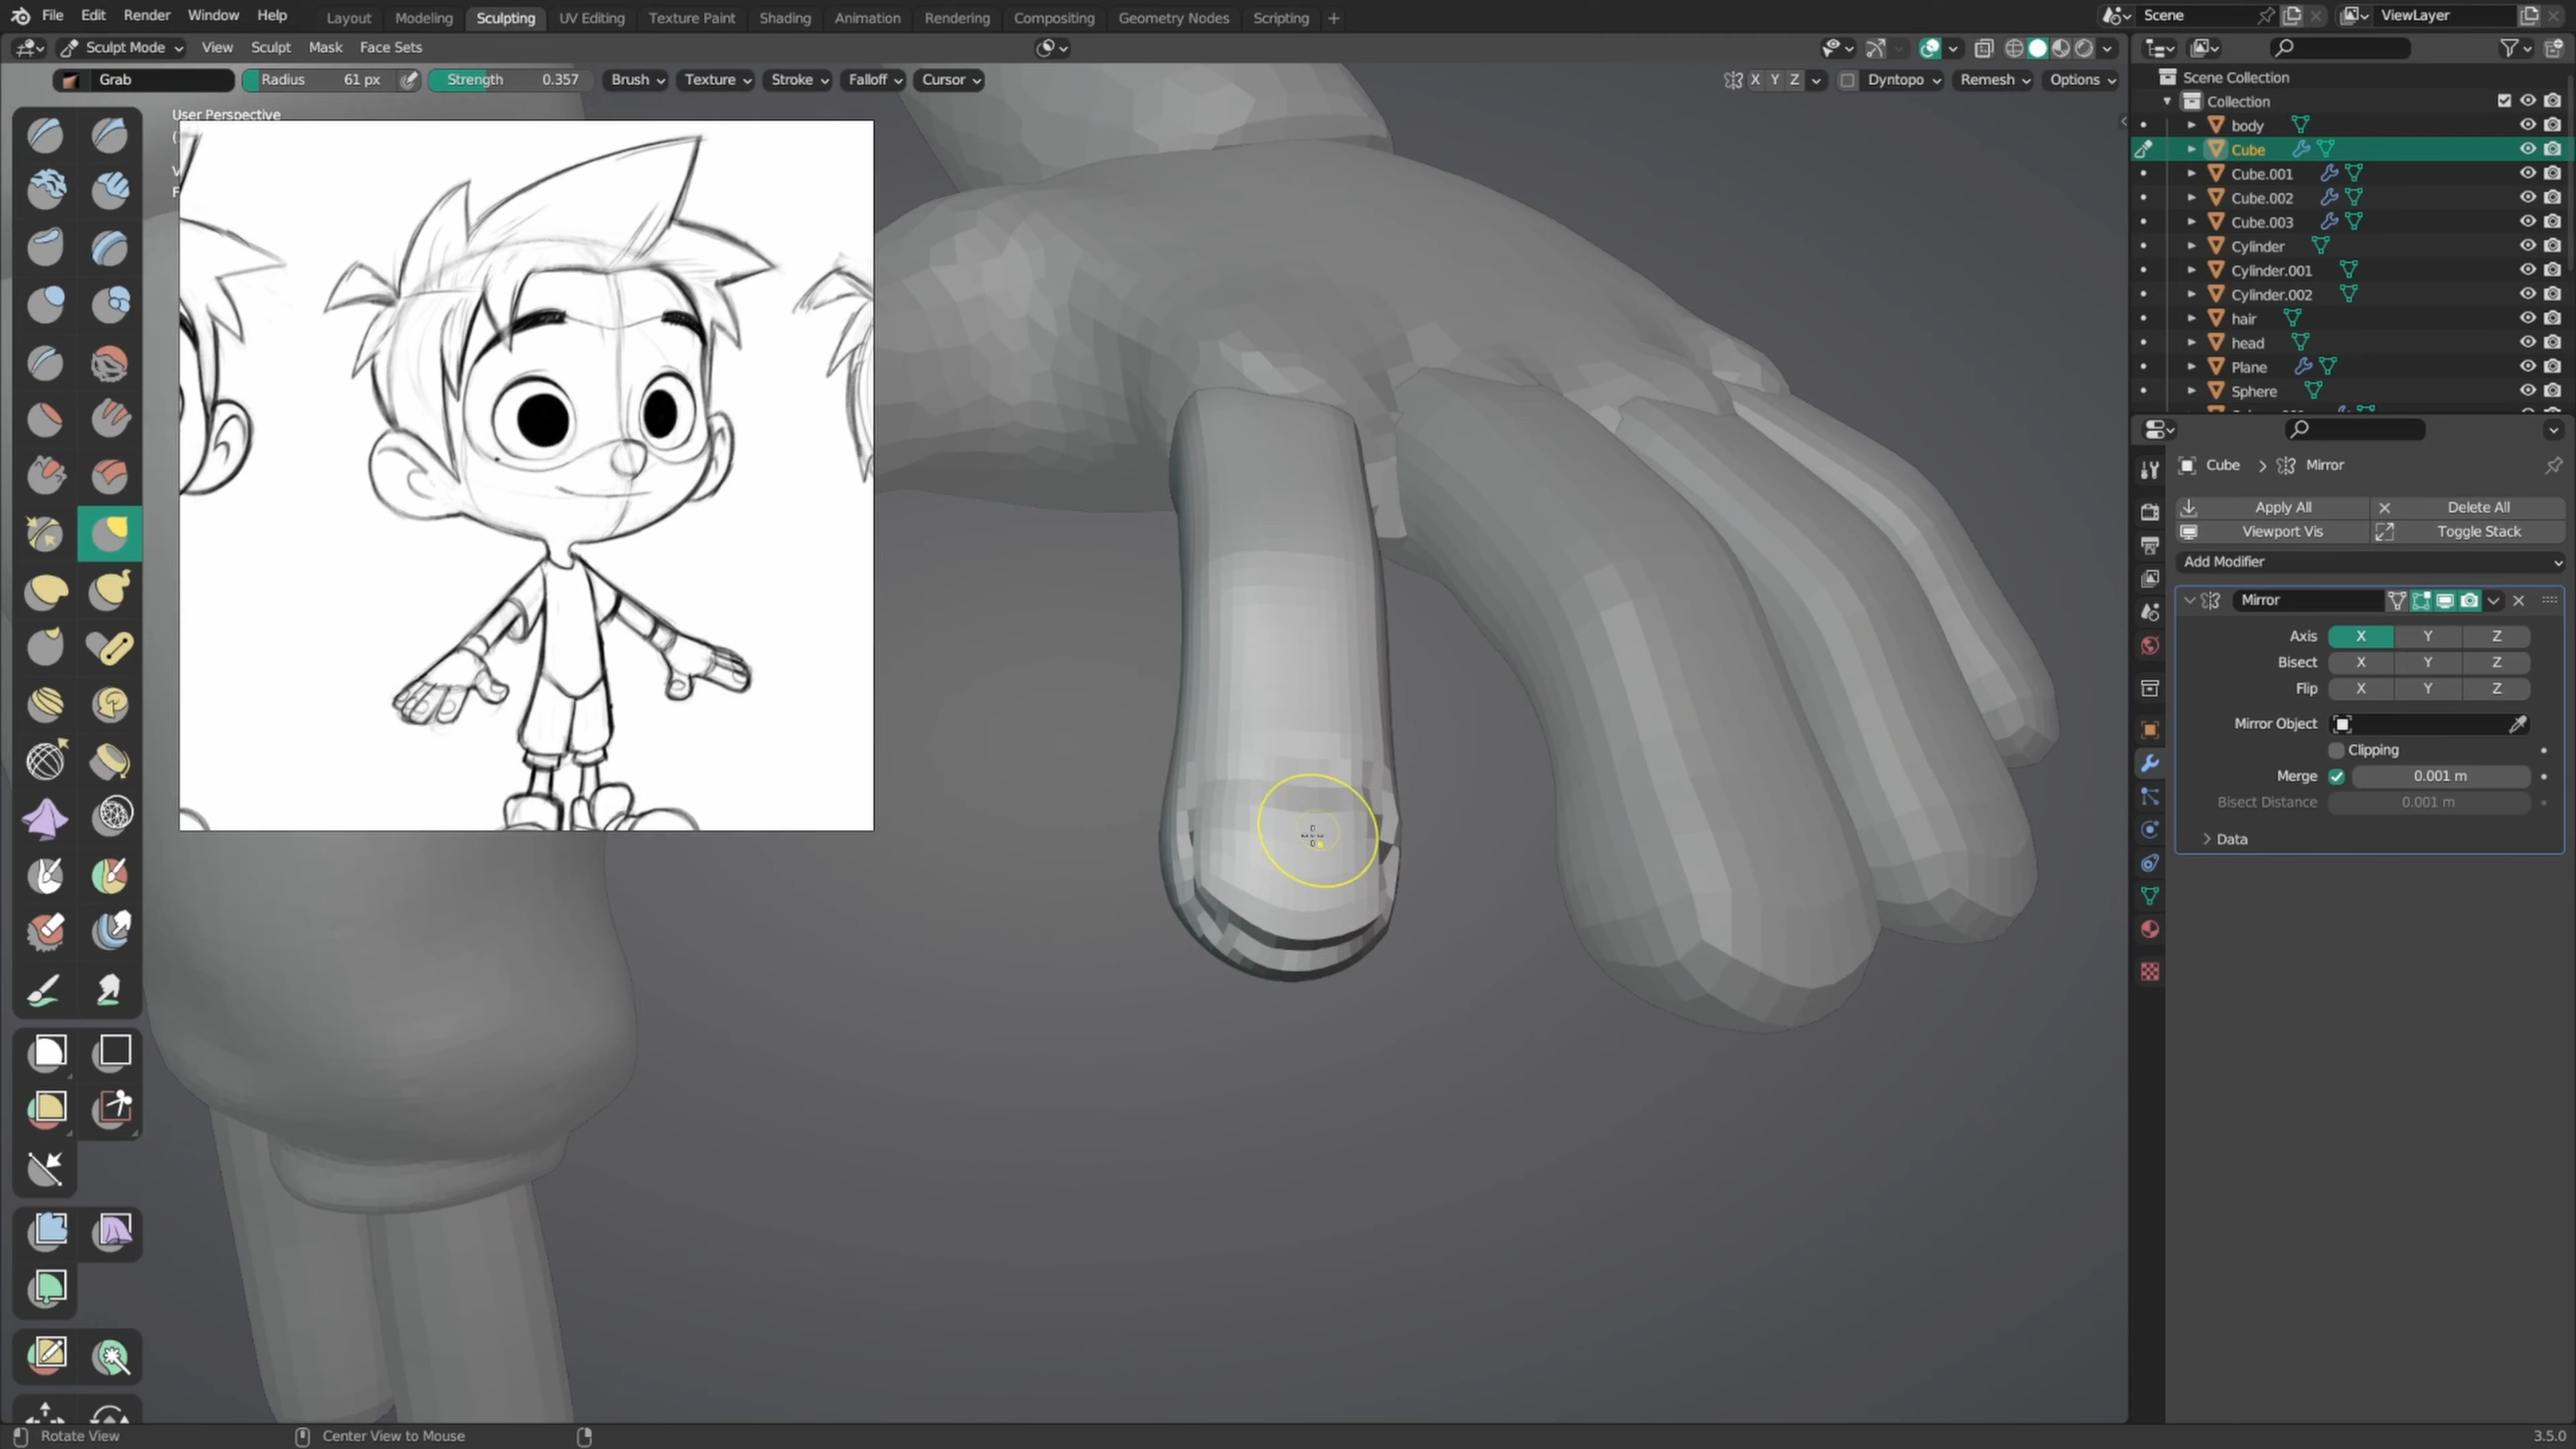 File Edit Render Window Help
Layout Modeling Sculpting UV Editing Texture Paint Shading Animation Rendering Compositing Geometry Nodes Scripting +
Scene
ViewLayer
Sculpt Mode View Sculpt Mask Face Sets
Grab Radius 61 px Strength 0.357 Brush Texture Stroke Falloff Cursor
X Y Z Dyntopo Remesh Options
User Perspective
(
V
F
Scene Collection
Collection
body
Cube
Cube.001
Cube.002
Cube.003
Cylinder
Cylinder.001
Cylinder.002
hair
head
Plane
Sphere
Cube > Mirror
Apply All Delete All
Viewport Vis Toggle Stack
Add Modifier
Mirror
Axis X Y Z
Bisect X Y Z
Flip X Y Z
Mirror Object
Clipping
Merge 0.001 m
Bisect Distance 0.001 m
Data
Rotate View Center View to Mouse 3.5.0